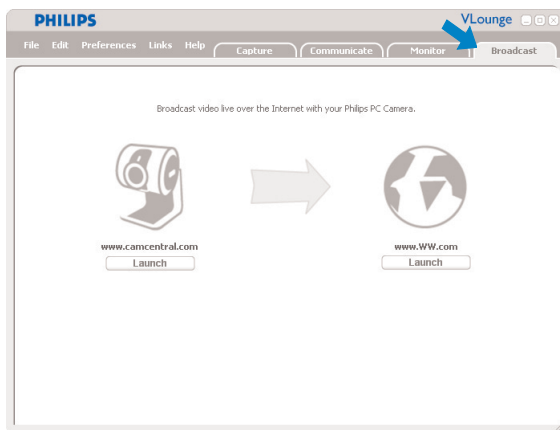 PHILIPS VLounge
File Edit Preferences Links Help Capture Communicate Monitor Broadcast
Broadcast video live over the Internet with your Philips PC Camera.
www.camcentral.com www.WW.com
Launch Launch